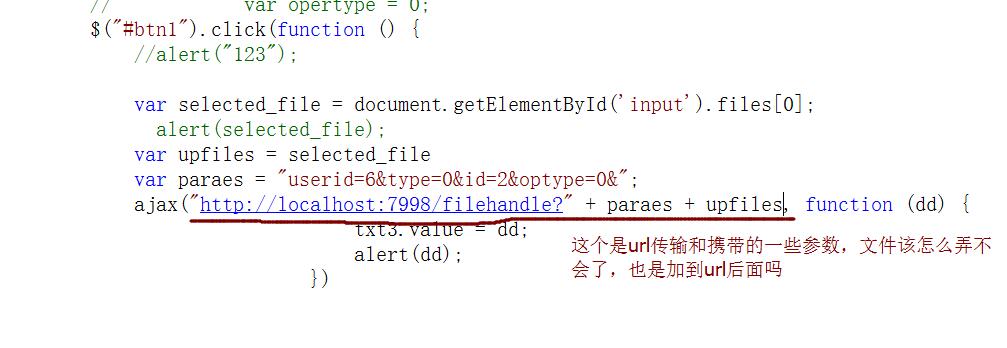 // var opertype = 0;
$("#btn1").click(function () {
//alert("123");
var selected_file = document.getElementById('input').files[0];
alert(selected_file);
var upfiles = selected_file
var paraes = "userid=6&type=0&id=2&optype=0&";
ajax("http://localhost:7998/filehandle?" + paraes + upfiles, function (dd) {
txt3.value = dd;
alert(dd);
})
这个是url传输和携带的一些参数，文件该怎么弄不
会了，也是加到url后面吗